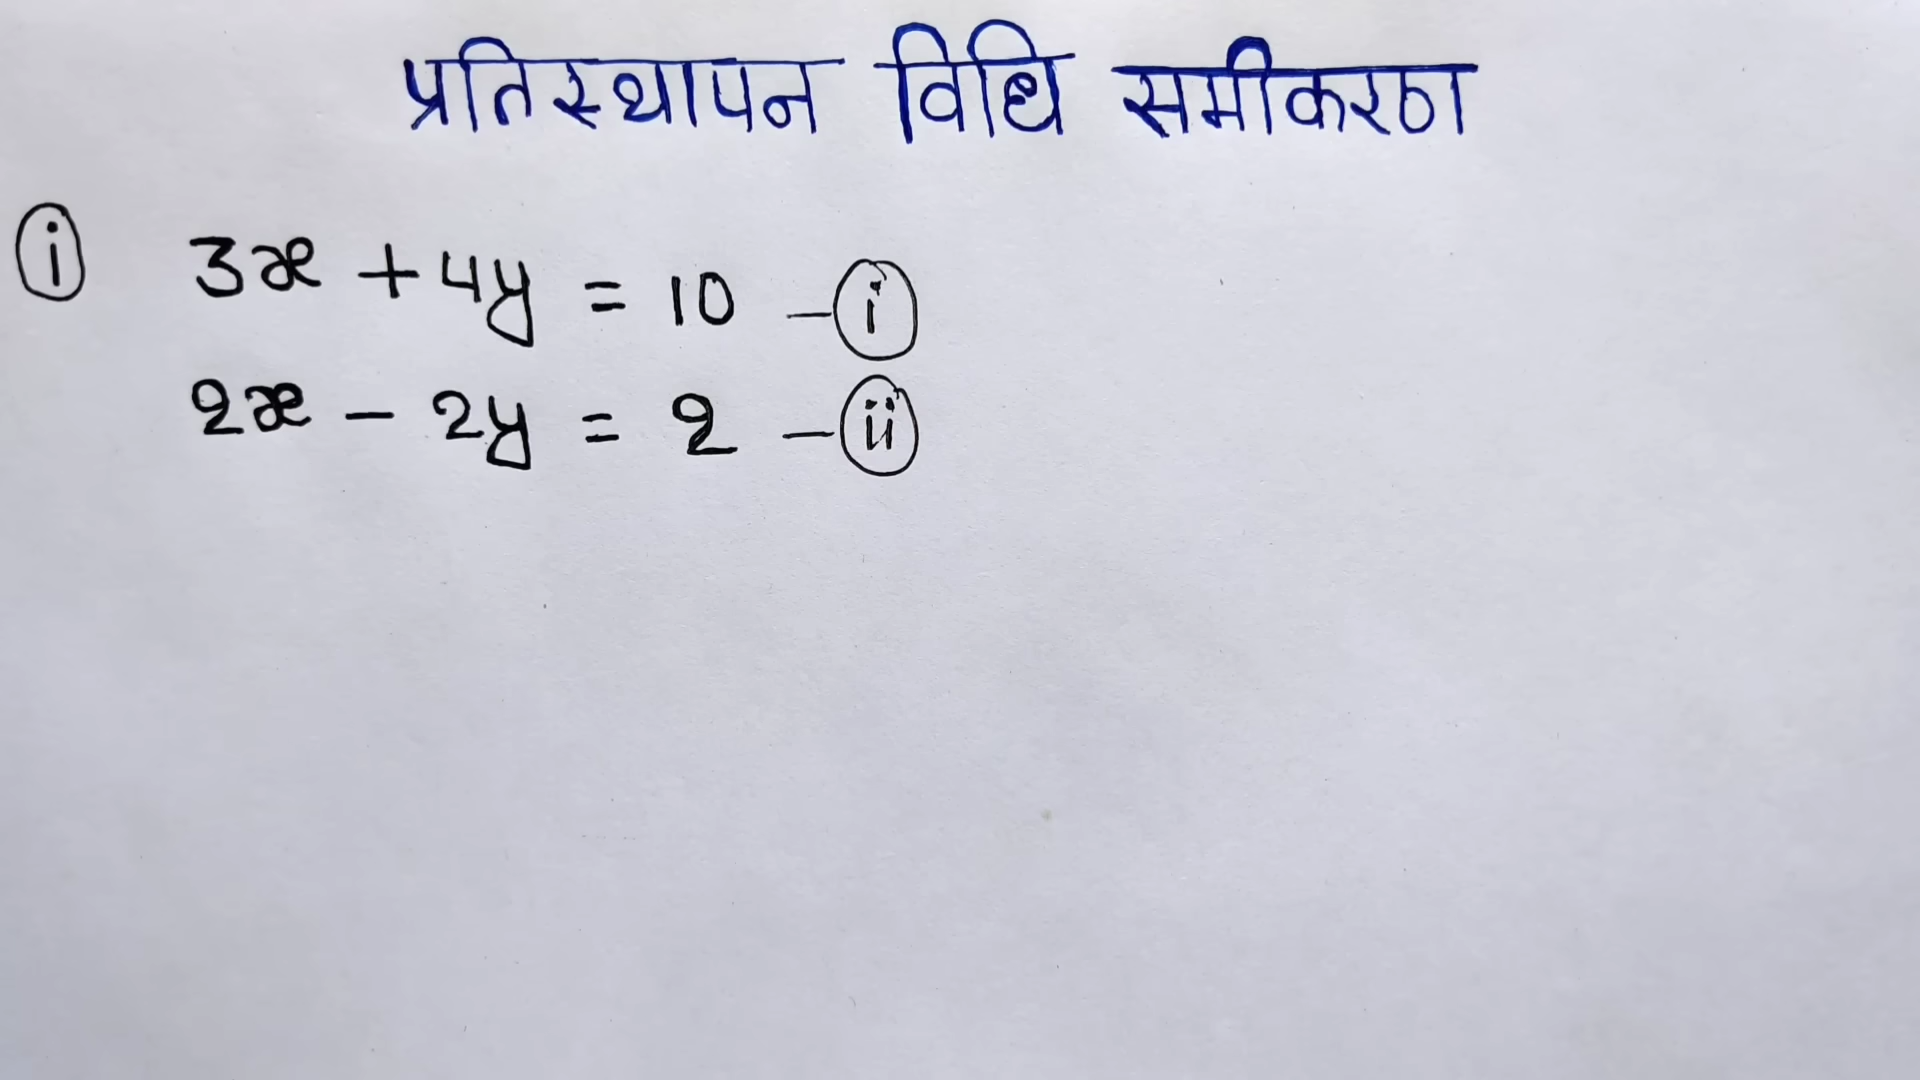 प्रतिस्थापन विधि समीकरण
i 3x + 4y = 10 - i
2x - 2y = 2 - ii